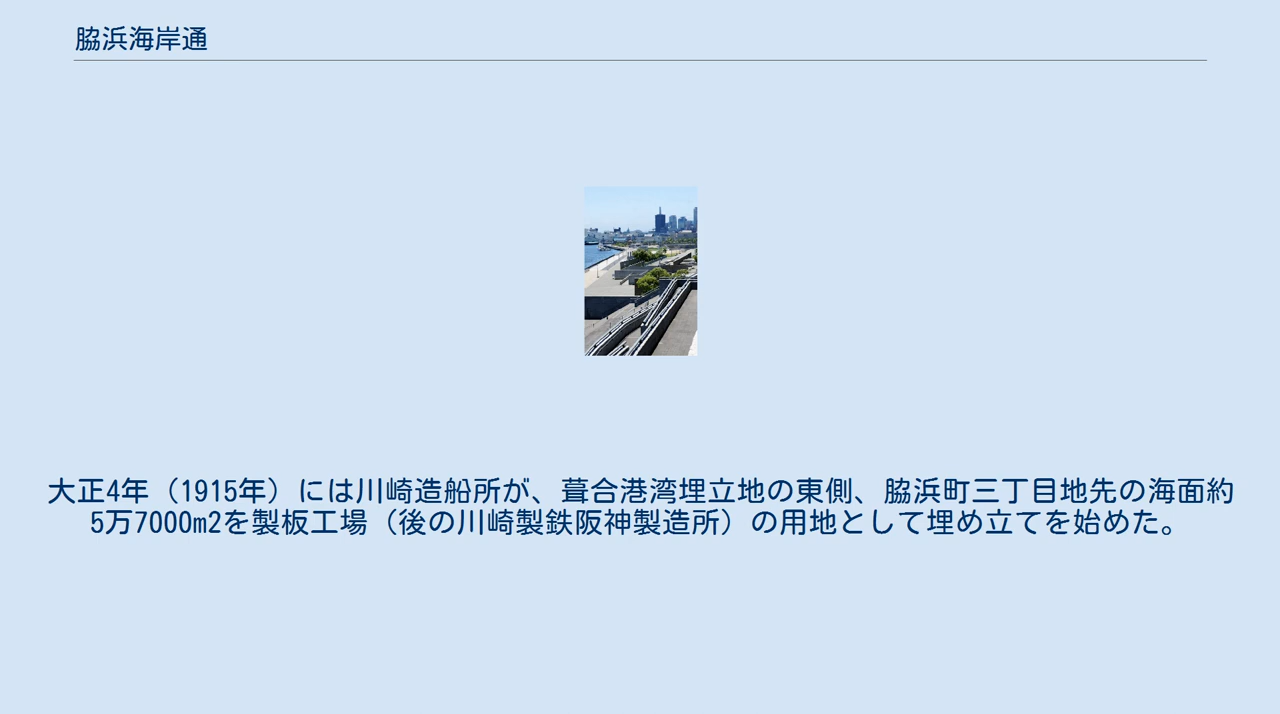 脇浜海岸通
大正4年（1915年）には川崎造船所が、葺合港湾埋立地の東側、脇浜町三丁目地先の海面約
5万7000m2を製板工場（後の川崎製鉄阪神製造所）の用地として埋め立てを始めた。